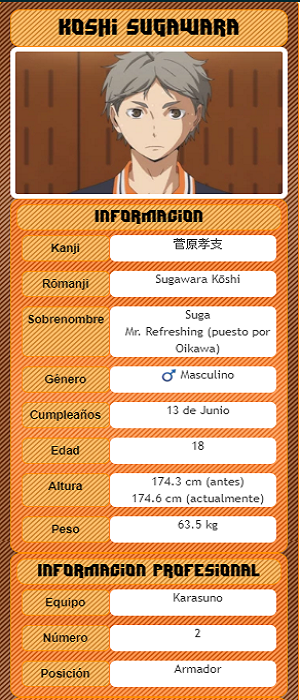 KOSHI SUGAWARA
INFORMACION
Kanji
菅原孝支
Rōmanji
Sugawara Kōshi
Sobrenombre
Suga
Mr. Refreshing (puesto por
Oikawa)
Género
♂ Masculino
Cumpleaños
13 de Junio
Edad
18
Altura
174.3 cm (antes)
174.6 cm (actualmente)
Peso
63.5 kg
INFORMACION PROFESIONAL
Equipo
Karasuno
Número
2
Posición
Armador